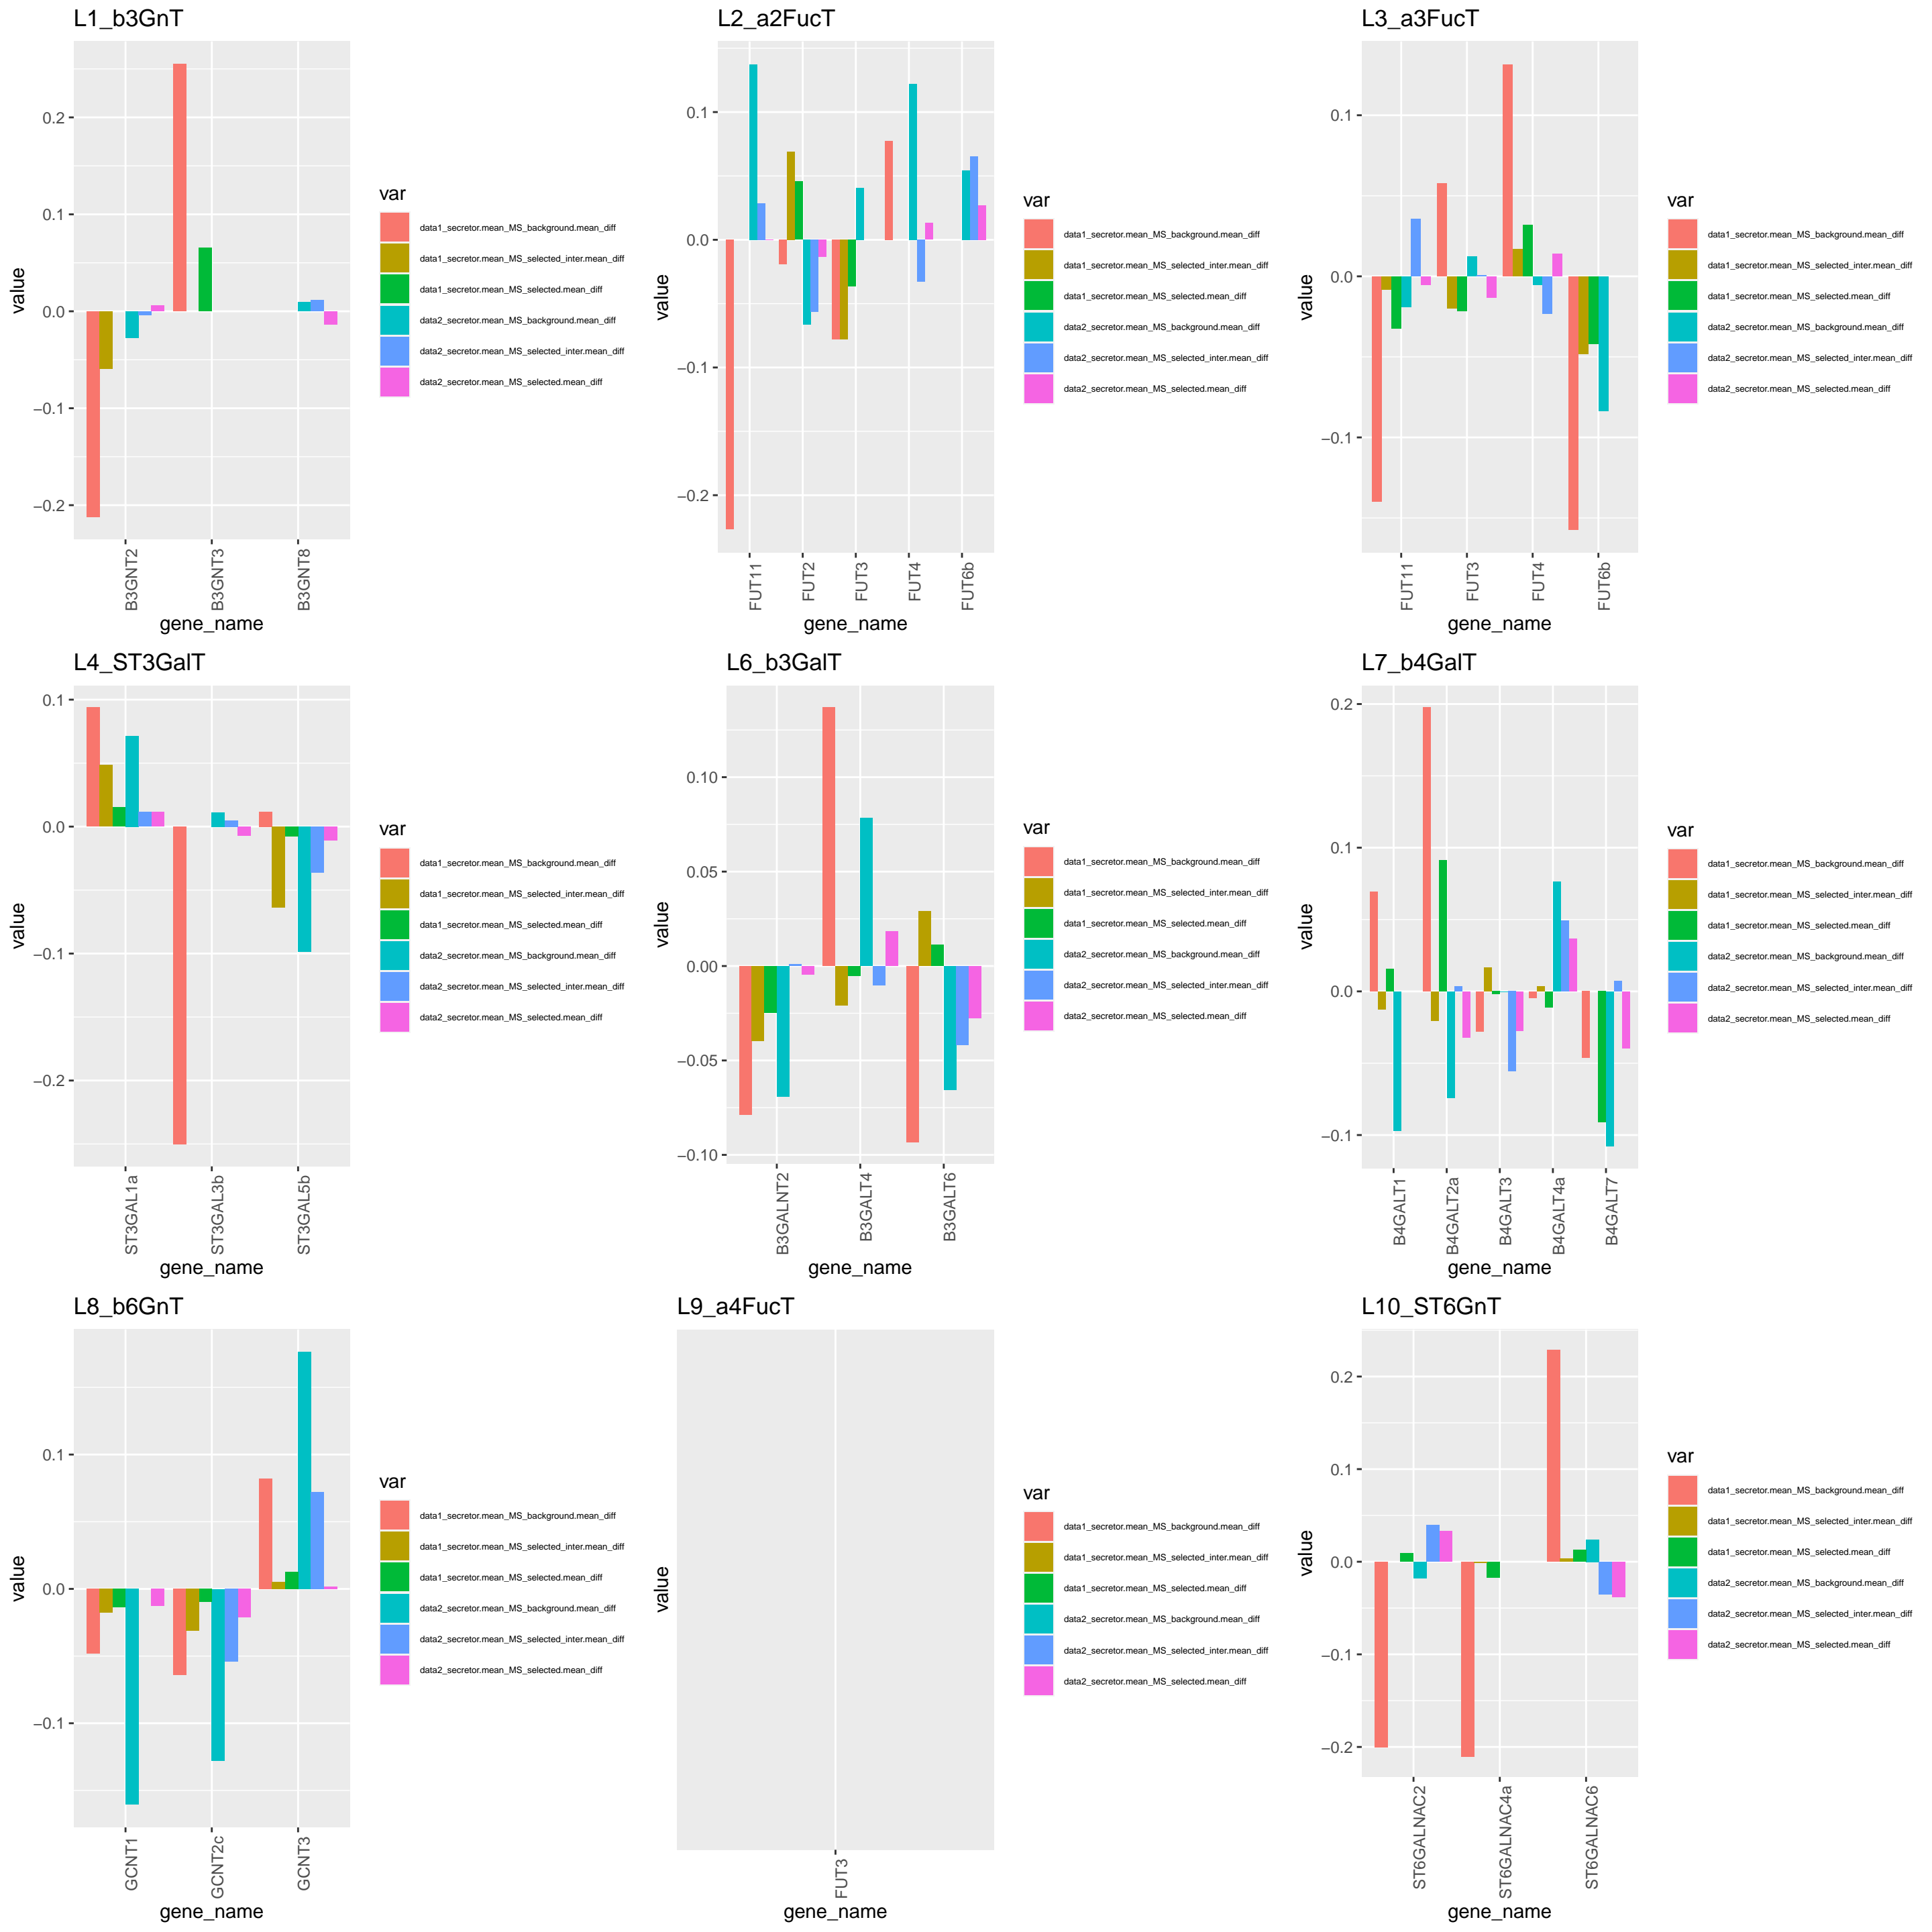 L1_b3GnT
value
0.2
0.1
0.0
−0.1
−0.2
B3GNT2
B3GNT3
B3GNT8
gene_name
var
data1_secretor.mean_MS_background.mean_diff
data1_secretor.mean_MS_selected_inter.mean_diff
data1_secretor.mean_MS_selected.mean_diff
data2_secretor.mean_MS_background.mean_diff
data2_secretor.mean_MS_selected_inter.mean_diff
data2_secretor.mean_MS_selected.mean_diff
L2_a2FucT
value
0.1
0.0
−0.1
−0.2
FUT11
FUT2
FUT3
FUT4
FUT6b
gene_name
var
data1_secretor.mean_MS_background.mean_diff
data1_secretor.mean_MS_selected_inter.mean_diff
data1_secretor.mean_MS_selected.mean_diff
data2_secretor.mean_MS_background.mean_diff
data2_secretor.mean_MS_selected_inter.mean_diff
data2_secretor.mean_MS_selected.mean_diff
L3_a3FucT
value
0.1
0.0
−0.1
FUT11
FUT3
FUT4
FUT6b
gene_name
var
data1_secretor.mean_MS_background.mean_diff
data1_secretor.mean_MS_selected_inter.mean_diff
data1_secretor.mean_MS_selected.mean_diff
data2_secretor.mean_MS_background.mean_diff
data2_secretor.mean_MS_selected_inter.mean_diff
data2_secretor.mean_MS_selected.mean_diff
L4_ST3GalT
value
0.1
0.0
−0.1
−0.2
ST3GAL1a
ST3GAL3b
ST3GAL5b
gene_name
var
data1_secretor.mean_MS_background.mean_diff
data1_secretor.mean_MS_selected_inter.mean_diff
data1_secretor.mean_MS_selected.mean_diff
data2_secretor.mean_MS_background.mean_diff
data2_secretor.mean_MS_selected_inter.mean_diff
data2_secretor.mean_MS_selected.mean_diff
L6_b3GalT
value
0.10
0.05
0.00
−0.05
−0.10
B3GALNT2
B3GALT4
B3GALT6
gene_name
var
data1_secretor.mean_MS_background.mean_diff
data1_secretor.mean_MS_selected_inter.mean_diff
data1_secretor.mean_MS_selected.mean_diff
data2_secretor.mean_MS_background.mean_diff
data2_secretor.mean_MS_selected_inter.mean_diff
data2_secretor.mean_MS_selected.mean_diff
L7_b4GalT
value
0.2
0.1
0.0
−0.1
B4GALT1
B4GALT2a
B4GALT3
B4GALT4a
B4GALT7
gene_name
var
data1_secretor.mean_MS_background.mean_diff
data1_secretor.mean_MS_selected_inter.mean_diff
data1_secretor.mean_MS_selected.mean_diff
data2_secretor.mean_MS_background.mean_diff
data2_secretor.mean_MS_selected_inter.mean_diff
data2_secretor.mean_MS_selected.mean_diff
L8_b6GnT
value
0.1
0.0
−0.1
GCNT1
GCNT2c
GCNT3
gene_name
var
data1_secretor.mean_MS_background.mean_diff
data1_secretor.mean_MS_selected_inter.mean_diff
data1_secretor.mean_MS_selected.mean_diff
data2_secretor.mean_MS_background.mean_diff
data2_secretor.mean_MS_selected_inter.mean_diff
data2_secretor.mean_MS_selected.mean_diff
L9_a4FucT
value
FUT3
gene_name
var
data1_secretor.mean_MS_background.mean_diff
data1_secretor.mean_MS_selected_inter.mean_diff
data1_secretor.mean_MS_selected.mean_diff
data2_secretor.mean_MS_background.mean_diff
data2_secretor.mean_MS_selected_inter.mean_diff
data2_secretor.mean_MS_selected.mean_diff
L10_ST6GnT
value
0.2
0.1
0.0
−0.1
−0.2
ST6GALNAC2
ST6GALNAC4a
ST6GALNAC6
gene_name
var
data1_secretor.mean_MS_background.mean_diff
data1_secretor.mean_MS_selected_inter.mean_diff
data1_secretor.mean_MS_selected.mean_diff
data2_secretor.mean_MS_background.mean_diff
data2_secretor.mean_MS_selected_inter.mean_diff
data2_secretor.mean_MS_selected.mean_diff